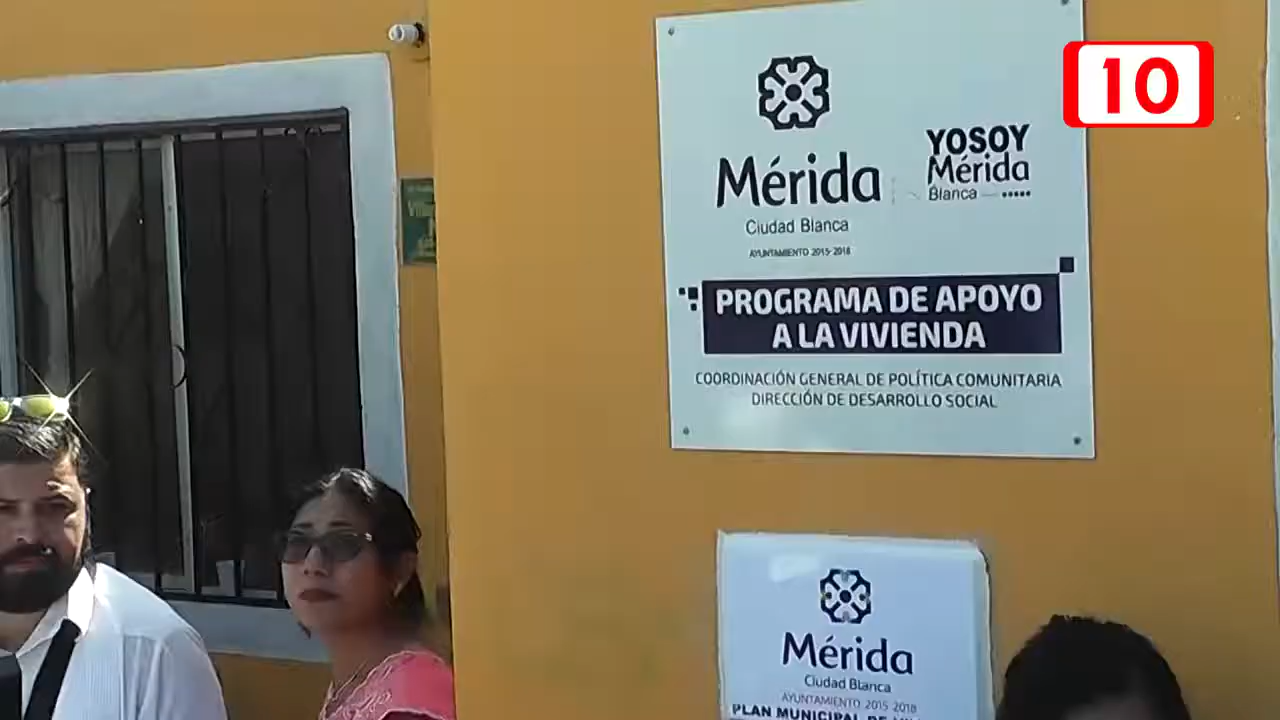 10
Mérida
Ciudad Blanca
AYUNTAMIENTO 2015-2018
YOSOY
Mérida
Blanca
PROGRAMA DE APOYO
A LA VIVIENDA
COORDINACIÓN GENERAL DE POLÍTICA COMUNITARIA
DIRECCIÓN DE DESARROLLO SOCIAL
Mérida
Ciudad Blanca
AYUNTAMIENTO 2015-2018
PLAN MUNICIPAL DE